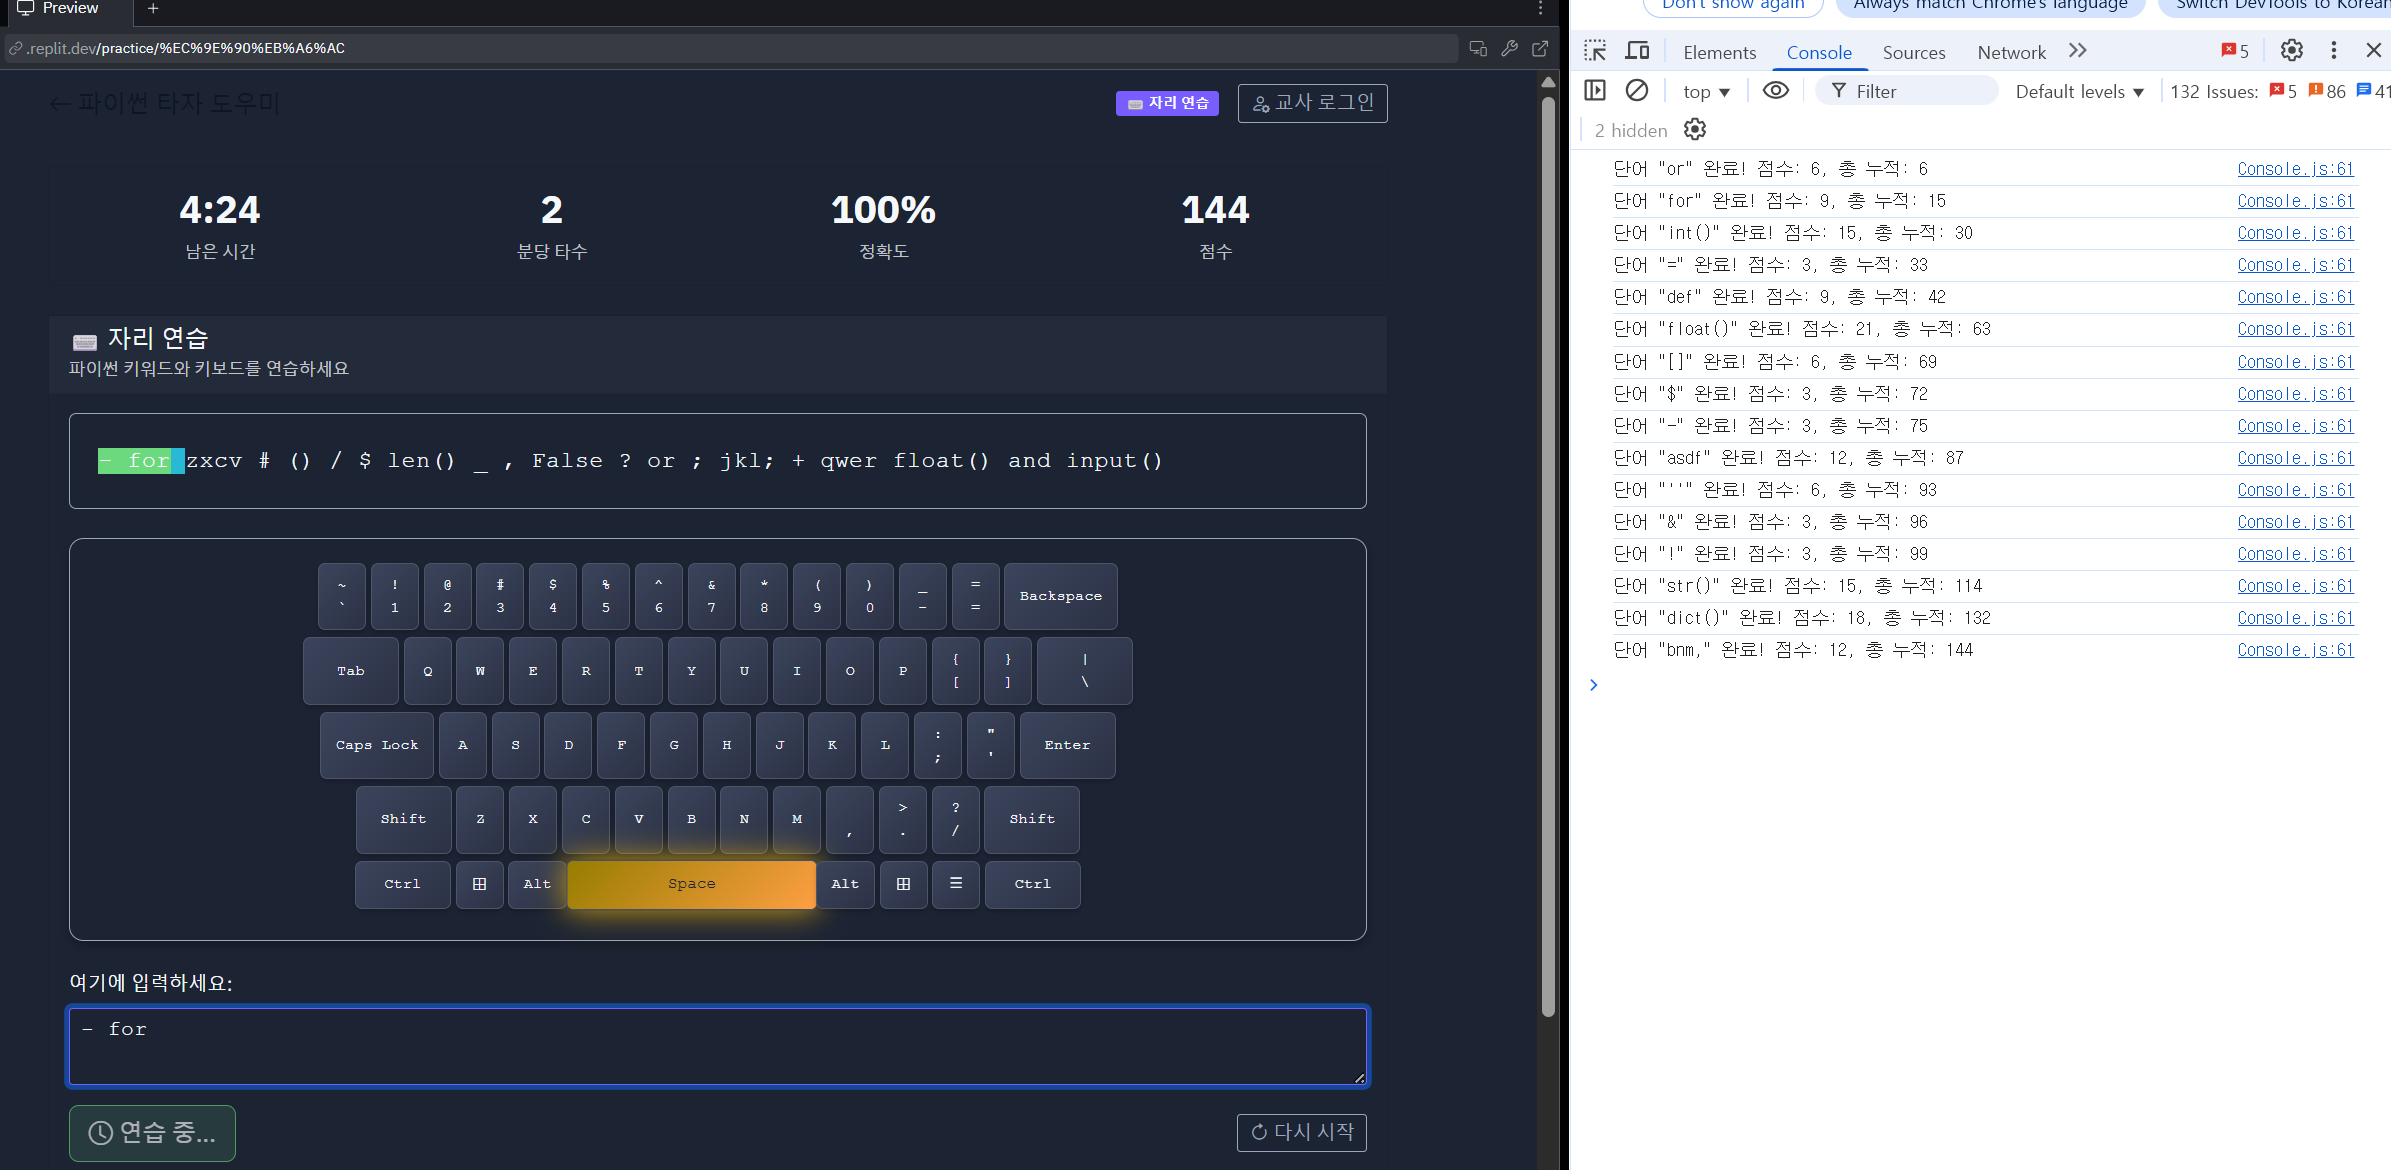 Preview
.replit.dev/practice/%EC%9E%90%EB%A6%AC
← 파이썬 타자 도우미
자리 연습
교사 로그인
4:24
남은 시간
2
분당 타수
100%
정확도
144
점수
자리 연습
파이썬 키워드와 키보드를 연습하세요
- for zxcv # () / $ len() _ , False ? or ; jkl; + qwer float() and input()
~ ! @ # $ % ^ & * ( ) _ =
` 1 2 3 4 5 6 7 8 9 0 - = Backspace
Tab Q W E R T Y U I O P { } |
[ ] \
Caps Lock A S D F G H J K L : " Enter
; '
Shift Z X C V B N M , > ? Shift
. /
Ctrl Alt Space Alt Ctrl
여기에 입력하세요:
- for
연습 중...
다시 시작
Don't show again
Always match Chrome's language
Switch DevTools to Korean
Elements
Console
Sources
Network
5
top
Filter
Default levels
132 Issues: 5 86 41
2 hidden
단어 "or" 완료! 점수: 6, 총 누적: 6 Console.js:61
단어 "for" 완료! 점수: 9, 총 누적: 15 Console.js:61
단어 "int()" 완료! 점수: 15, 총 누적: 30 Console.js:61
단어 "=" 완료! 점수: 3, 총 누적: 33 Console.js:61
단어 "def" 완료! 점수: 9, 총 누적: 42 Console.js:61
단어 "float()" 완료! 점수: 21, 총 누적: 63 Console.js:61
단어 "[]" 완료! 점수: 6, 총 누적: 69 Console.js:61
단어 "$" 완료! 점수: 3, 총 누적: 72 Console.js:61
단어 "-" 완료! 점수: 3, 총 누적: 75 Console.js:61
단어 "asdf" 완료! 점수: 12, 총 누적: 87 Console.js:61
단어 "''" 완료! 점수: 6, 총 누적: 93 Console.js:61
단어 "&" 완료! 점수: 3, 총 누적: 96 Console.js:61
단어 "!" 완료! 점수: 3, 총 누적: 99 Console.js:61
단어 "str()" 완료! 점수: 15, 총 누적: 114 Console.js:61
단어 "dict()" 완료! 점수: 18, 총 누적: 132 Console.js:61
단어 "bnm," 완료! 점수: 12, 총 누적: 144 Console.js:61